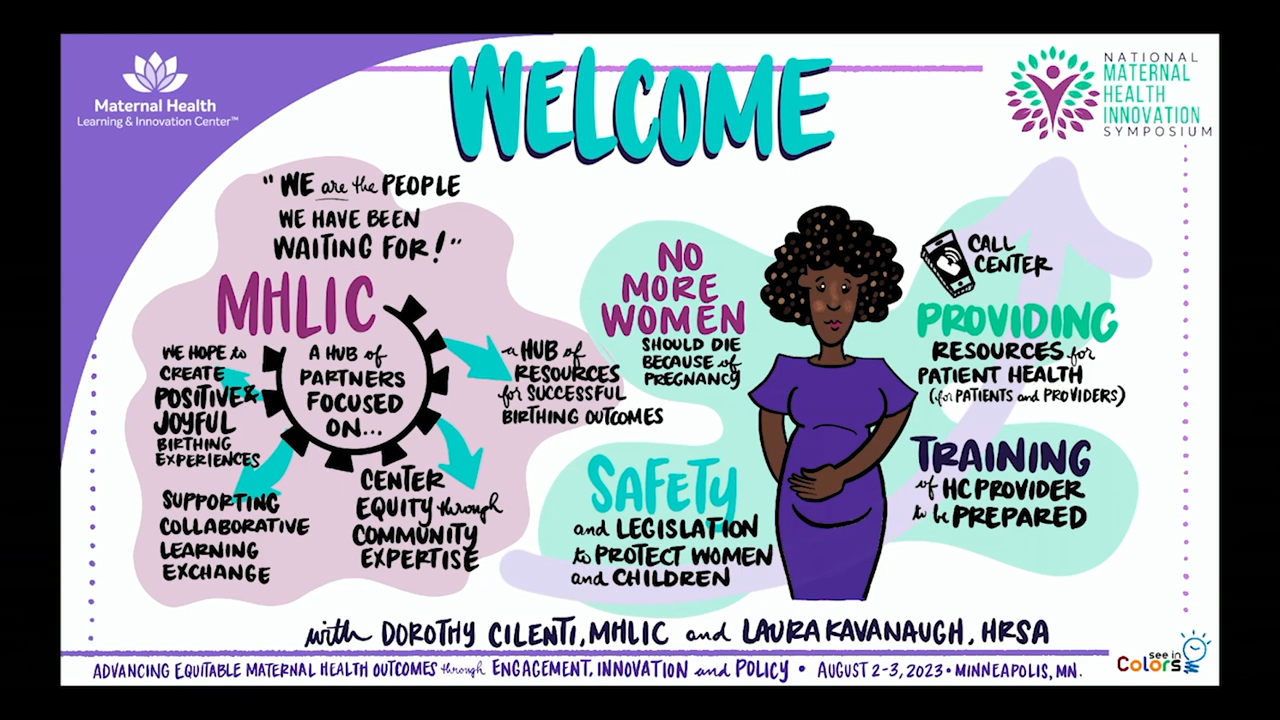 Maternal Health
Learning & Innovation Center™
WELCOME
NATIONAL
MATERNAL
HEALTH
INNOVATION
SYMPOSIUM
"WE are the PEOPLE
WE HAVE BEEN
WAITING FOR!"
MHLIC
A HUB of
PARTNERS
FOCUSED
ON...
WE HOPE to
CREATE
POSITIVE &
JOYFUL
BIRTHING
EXPERIENCES
a HUB of
RESOURCES
for SUCCESSFUL
BIRTHING OUTCOMES
SUPPORTING
COLLABORATIVE
LEARNING
EXCHANGE
CENTER
EQUITY through
COMMUNITY
EXPERTISE
NO
MORE
WOMEN
SHOULD DIE
BECAUSE of
PREGNANCY
SAFETY
and LEGISLATION
to PROTECT WOMEN
and CHILDREN
CALL
CENTER
PROVIDING
RESOURCES for
PATIENT HEALTH
(for PATIENTS and PROVIDERS)
TRAINING
of HC PROVIDER
to be PREPARED
with DOROTHY CILENTI, MHLIC and LAURA KAVANAUGH, HRSA
ADVANCING EQUITABLE MATERNAL HEALTH OUTCOMES through ENGAGEMENT, INNOVATION and POLICY • AUGUST 2-3, 2023 • MINNEAPOLIS, MN.
see in
Colors